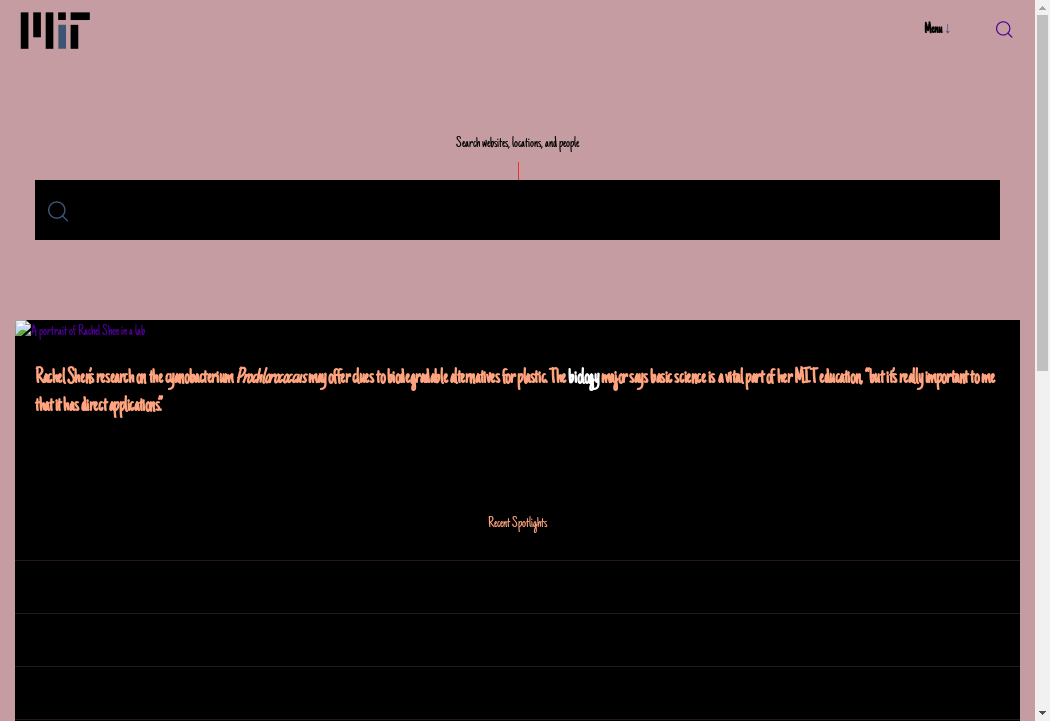 MIT
Menu ↓
Search websites, locations, and people
A portrait of Rachel Shen in a lab
Rachel Shen's research on the cyanobacterium Prochlorococcus may offer clues to biodegradable alternatives for plastic. The biology major says basic science is a vital part of her MIT education, “but it's really important to me
that it has direct applications.”
Recent Spotlights